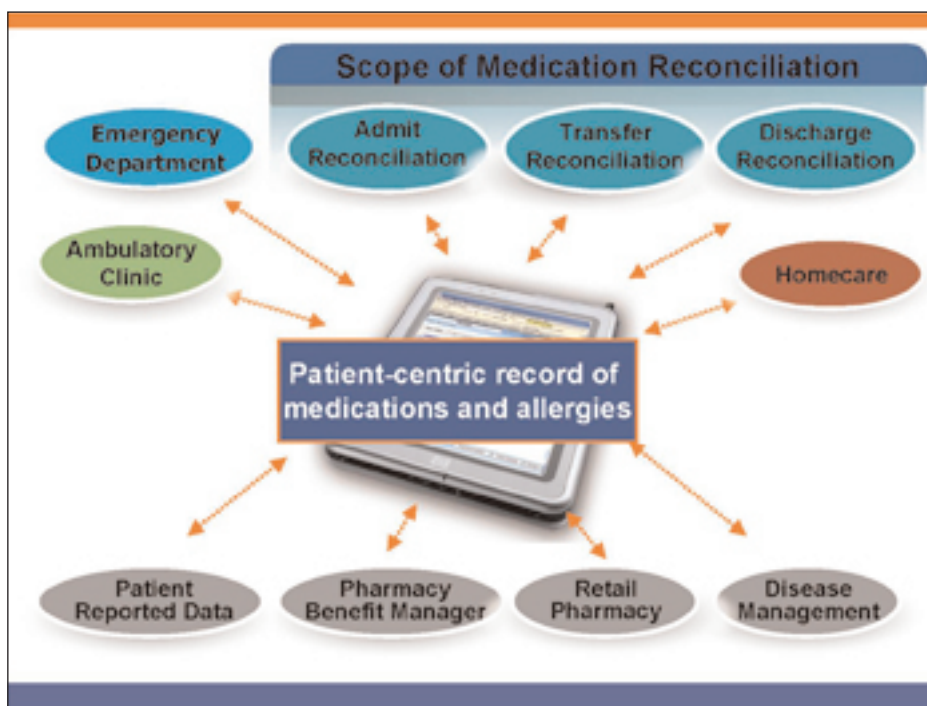 Scope of Medication Reconciliation
Emergency
Department
Admit
Reconciliation
Transfer
Reconciliation
Discharge
Reconciliation
Ambulatory
Clinic
Homecare
Patient-centric record of
medications and allergies
Patient
Reported Data
Pharmacy
Benefit Manager
Retail
Pharmacy
Disease
Management